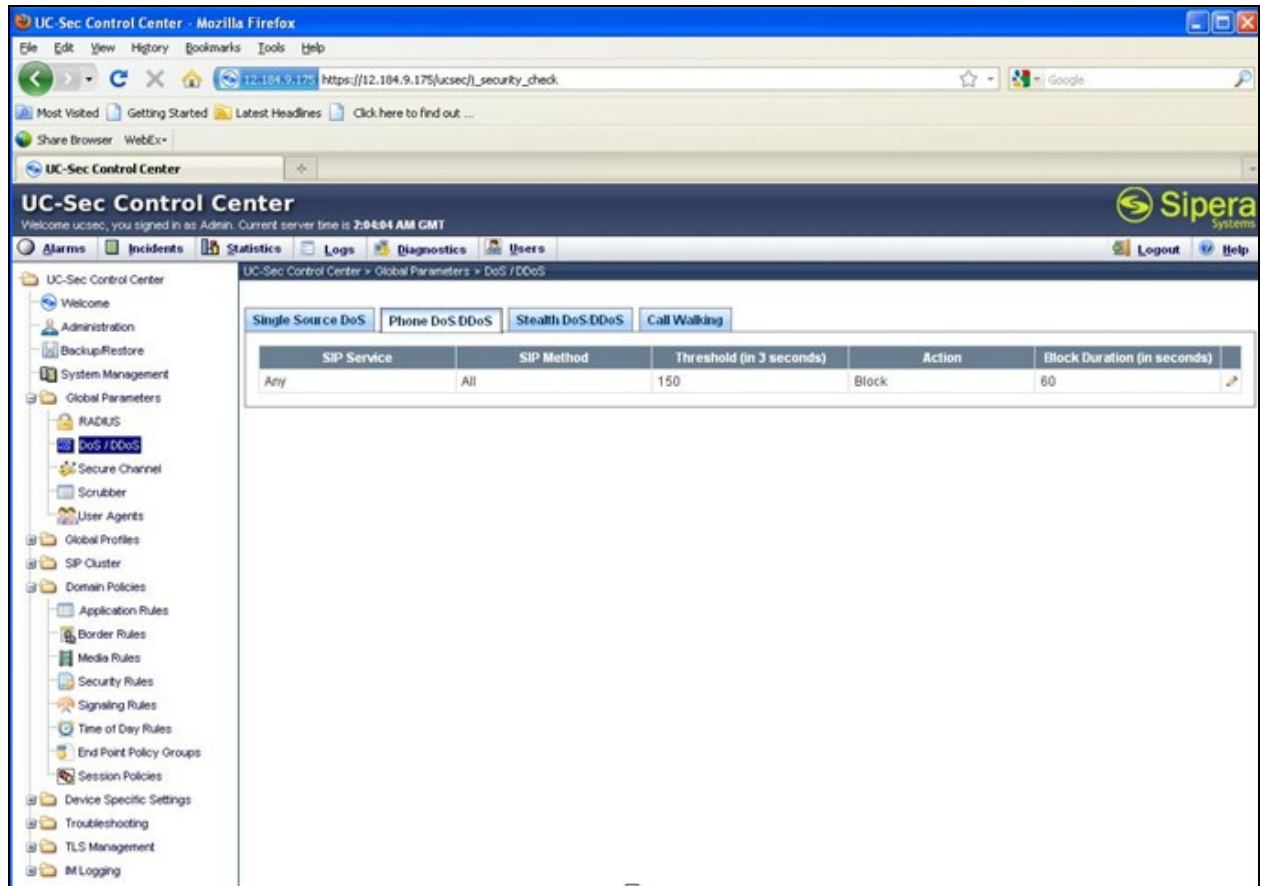 UC-Sec Control Center - Mozilla Firefox
File Edit View History Bookmarks Tools Help
12.184.9.175 https://12.184.9.175/ucsec/j_security_check
Google
Most Visited Getting Started Latest Headlines Click here to find out ...
Share Browser WebEx
UC-Sec Control Center
UC-Sec Control Center
Welcome ucsec, you signed in as Admin. Current server time is 2:04:04 AM GMT
Sipera
Systems
Alarms Incidents Statistics Logs Diagnostics Users Logout Help
UC-Sec Control Center > Global Parameters > DoS / DDoS
UC-Sec Control Center
Welcome
Administration
Backup/Restore
System Management
Global Parameters
RADIUS
DoS / DDoS
Secure Channel
Scrubber
User Agents
Global Profiles
SIP Cluster
Domain Policies
Application Rules
Border Rules
Media Rules
Security Rules
Signaling Rules
Time of Day Rules
End Point Policy Groups
Session Policies
Device Specific Settings
Troubleshooting
TLS Management
IM Logging
Single Source DoS Phone DoS/DDoS Stealth DoS/DDoS Call Walking
SIP Service SIP Method Threshold (in 3 seconds) Action Block Duration (in seconds)
Any All 150 Block 60